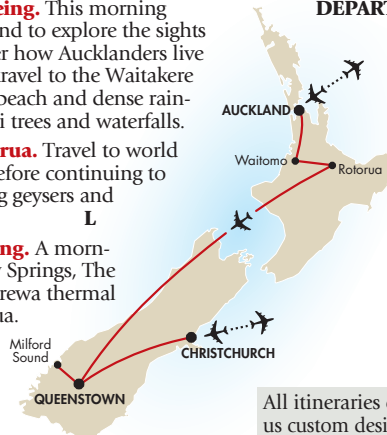 eing. This morning
nd to explore the sights
er how Aucklanders live
ravel to the Waitakere
beach and dense rain-
i trees and waterfalls.
rua. Travel to world
efore continuing to
g geysers and
L
ng. A morn-
y Springs, The
rewa thermal
ua.
DEPART
AUCKLAND
Waitomo
Rotorua
Milford
Sound
CHRISTCHURCH
QUEENSTOWN
All itineraries
us custom desi